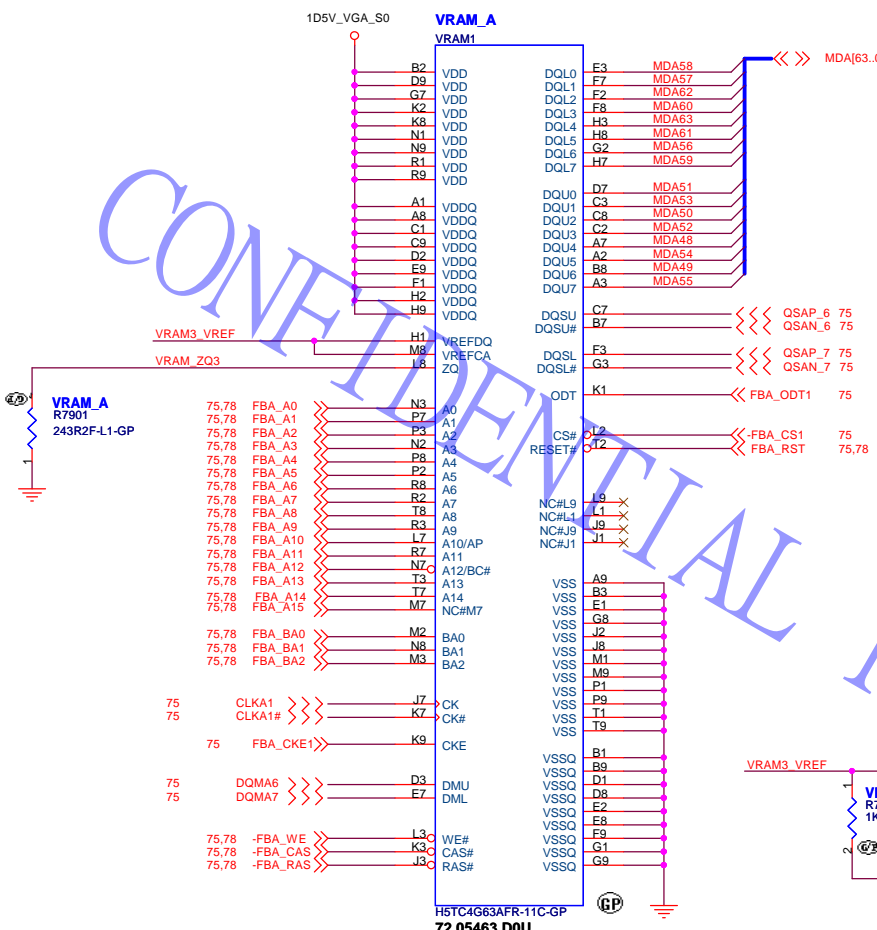 1D5V_VGA_S0
VRAM_A
VRAM1
B2 VDD
D9 VDD
G7 VDD
K2 VDD
K8 VDD
N1 VDD
N9 VDD
R1 VDD
R9 VDD
A1 VDDQ
A8 VDDQ
C1 VDDQ
C9 VDDQ
D2 VDDQ
E9 VDDQ
F1 VDDQ
H2 VDDQ
H9 VDDQ
VRAM3_VREF H1 VREFDQ
M8 VREFCA
VRAM_ZQ3 L8 ZQ
VRAM_A
R7901
243R2F-L1-GP
1
75,78 FBA_A0 N3 A0
75,78 FBA_A1 P7 A1
75,78 FBA_A2 P3 A2
75,78 FBA_A3 N2 A3
75,78 FBA_A4 P8 A4
75,78 FBA_A5 P2 A5
75,78 FBA_A6 R8 A6
75,78 FBA_A7 R2 A7
75,78 FBA_A8 T8 A8
75,78 FBA_A9 R3 A9
75,78 FBA_A10 L7 A10/AP
75,78 FBA_A11 R7 A11
75,78 FBA_A12 N7 A12/BC#
75,78 FBA_A13 T3 A13
75,78 FBA_A14 T7 A14
75,78 FBA_A15 M7 NC#M7
75,78 FBA_BA0 M2 BA0
75,78 FBA_BA1 N8 BA1
75,78 FBA_BA2 M3 BA2
75 CLKA1 J7 CK
75 CLKA1# K7 CK#
75 FBA_CKE1 K9 CKE
75 DQMA6 D3 DMU
75 DQMA7 E7 DML
75,78 -FBA_WE L3 WE#
75,78 -FBA_CAS K3 CAS#
75,78 -FBA_RAS J3 RAS#
DQL0 E3 MDA58
DQL1 F7 MDA57
DQL2 F2 MDA62
DQL3 F8 MDA60
DQL4 H3 MDA63
DQL5 H8 MDA61
DQL6 G2 MDA56
DQL7 H7 MDA59
MDA[63..
DQU0 D7 MDA51
DQU1 C3 MDA53
DQU2 C8 MDA50
DQU3 C2 MDA52
DQU4 A7 MDA48
DQU5 A2 MDA54
DQU6 B8 MDA49
DQU7 A3 MDA55
DQSU C7 QSAP_6 75
DQSU# B7 QSAN_6 75
DQSL F3 QSAP_7 75
DQSL# G3 QSAN_7 75
ODT K1 FBA_ODT1 75
CS# L2 -FBA_CS1 75
RESET# T2 FBA_RST 75,78
NC#L9 L9
NC#L1 L1
NC#J9 J9
NC#J1 J1
VSS A9
VSS B3
VSS E1
VSS G8
VSS J2
VSS J8
VSS M1
VSS M9
VSS P1
VSS P9
VSS T1
VSS T9
VSSQ B1
VSSQ B9
VSSQ D1
VSSQ D8
VSSQ E2
VSSQ E8
VSSQ F9
VSSQ G1
VSSQ G9
H5TC4G63AFR-11C-GP
72.05463.D0U
GP
VRAM3_VREF
1
2
CONFIDENTIAL